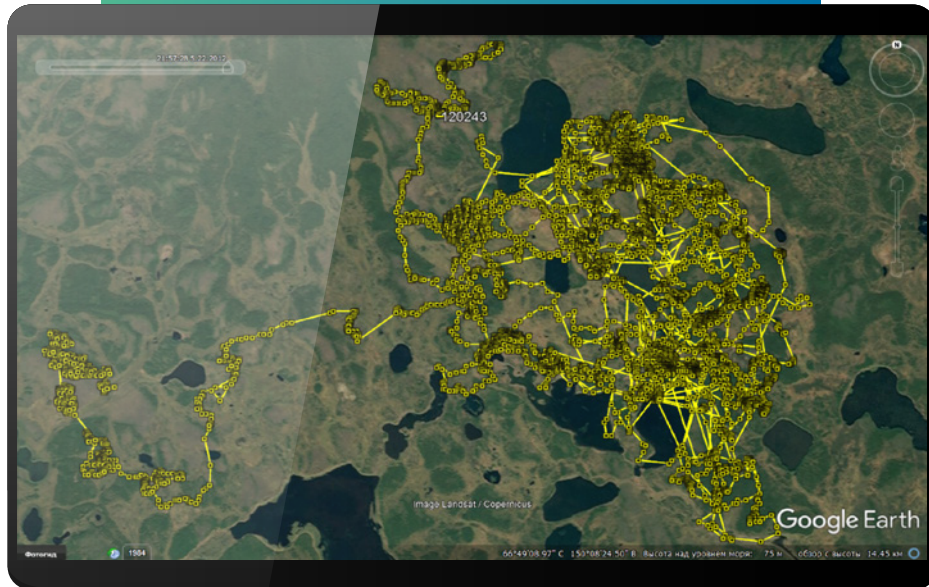 120243
Image Landsat / Copernicus
Google Earth
N
Фотогид
1984
66°49'08.97" С 150°08'24.50" В Высота над уровнем моря: 75 м обзор с высоты 14.45 км